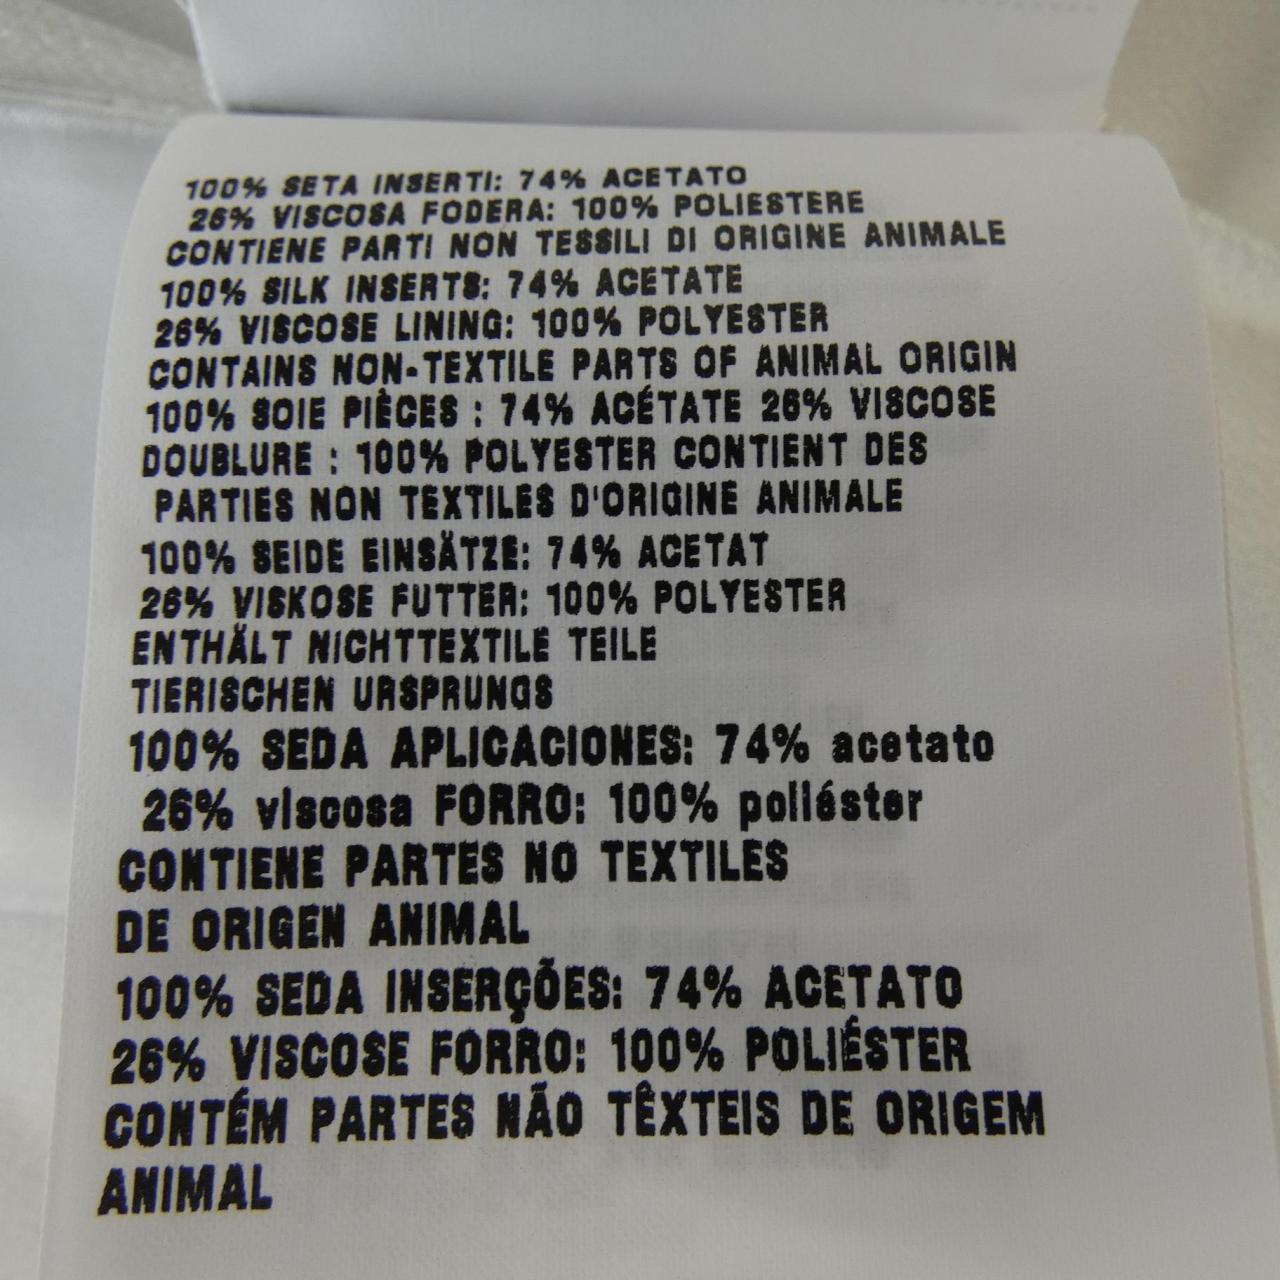 100% SETA INSERTI: 74% ACETATO
26% VISCOSA FODERA: 100% POLIESTERE
CONTIENE PARTI NON TESSILI DI ORIGINE ANIMALE
100% SILK INSERTS: 74% ACETATE
26% VISCOSE LINING: 100% POLYESTER
CONTAINS NON-TEXTILE PARTS OF ANIMAL ORIGIN
100% SOIE PIÈCES : 74% ACÉTATE 26% VISCOSE
DOUBLURE : 100% POLYESTER CONTIENT DES
PARTIES NON TEXTILES D'ORIGINE ANIMALE
100% SEIDE EINSÄTZE: 74% ACETAT
26% VISKOSE FUTTER: 100% POLYESTER
ENTHÄLT NICHTTEXTILE TEILE
TIERISCHEN URSPRUNGS
100% SEDA APLICACIONES: 74% acetato
26% viscosa FORRO: 100% poliéster
CONTIENE PARTES NO TEXTILES
DE ORIGEN ANIMAL
100% SEDA INSERÇÕES: 74% ACETATO
26% VISCOSE FORRO: 100% POLIÉSTER
CONTÉM PARTES NÃO TÊXTEIS DE ORIGEM
ANIMAL